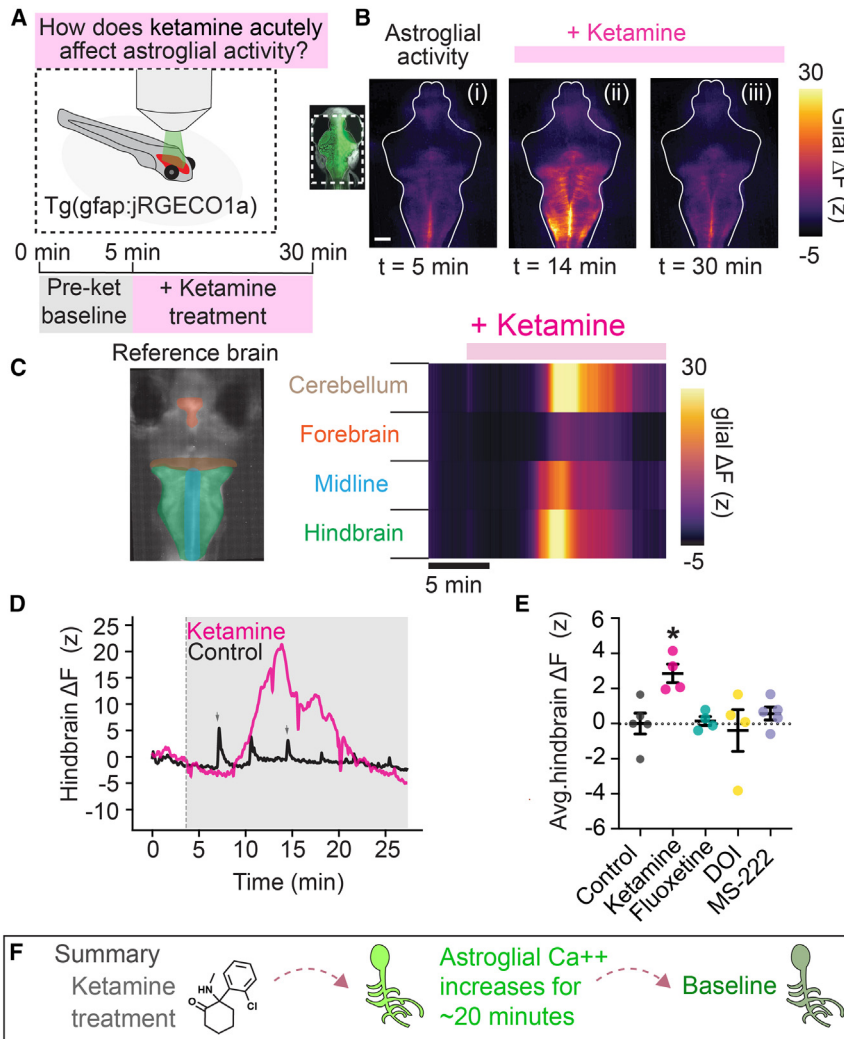 A
How does ketamine acutely
affect astroglial activity?
Tg(gfap:jRGECO1a)
0 min
5 min
30 min
Pre-ket
baseline
+ Ketamine
treatment
B
Astroglial
activity
+ Ketamine
(i)
(ii)
(iii)
t = 5 min
t = 14 min
t = 30 min
30
-5
Glial ΔF (z)
C
Reference brain
+ Ketamine
Cerebellum
Forebrain
Midline
Hindbrain
5 min
30
-5
glial ΔF (z)
D
Hindbrain ΔF (z)
25
20
15
10
5
0
-5
-10
Ketamine
Control
0
5
10
15
20
25
Time (min)
E
Avg.hindbrain ΔF (z)
6
4
2
0
-2
-4
-6
*
Control
Ketamine
Fluoxetine
DOI
MS-222
F
Summary
Ketamine
treatment
HN
O
Cl
Astroglial Ca++
increases for
~20 minutes
Baseline